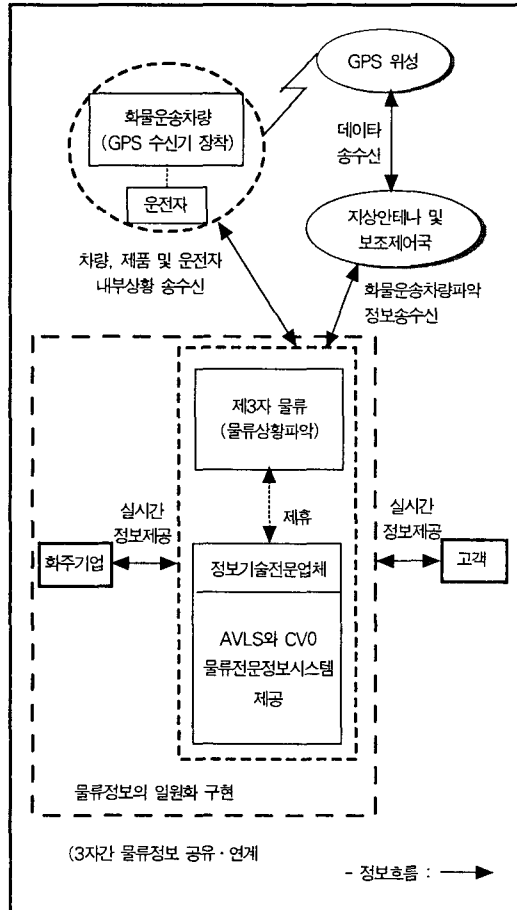 GPS 위성
화물운송차량
(GPS 수신기 장착)
데이타
송수신
운전자
지상안테나 및
보조제어국
차량, 제품 및 운전자
내부상황 송수신
화물운송차량파악
정보송수신
제3자 물류
(물류상황파악)
실시간
정보제공
제휴
실시간
정보제공
화주기업
정보기술전문업체
고객
AVLS와 CV0
물류전문정보시스템
제공
물류정보의 일원화 구현
(3자간 물류정보 공유·연계
- 정보흐름 :